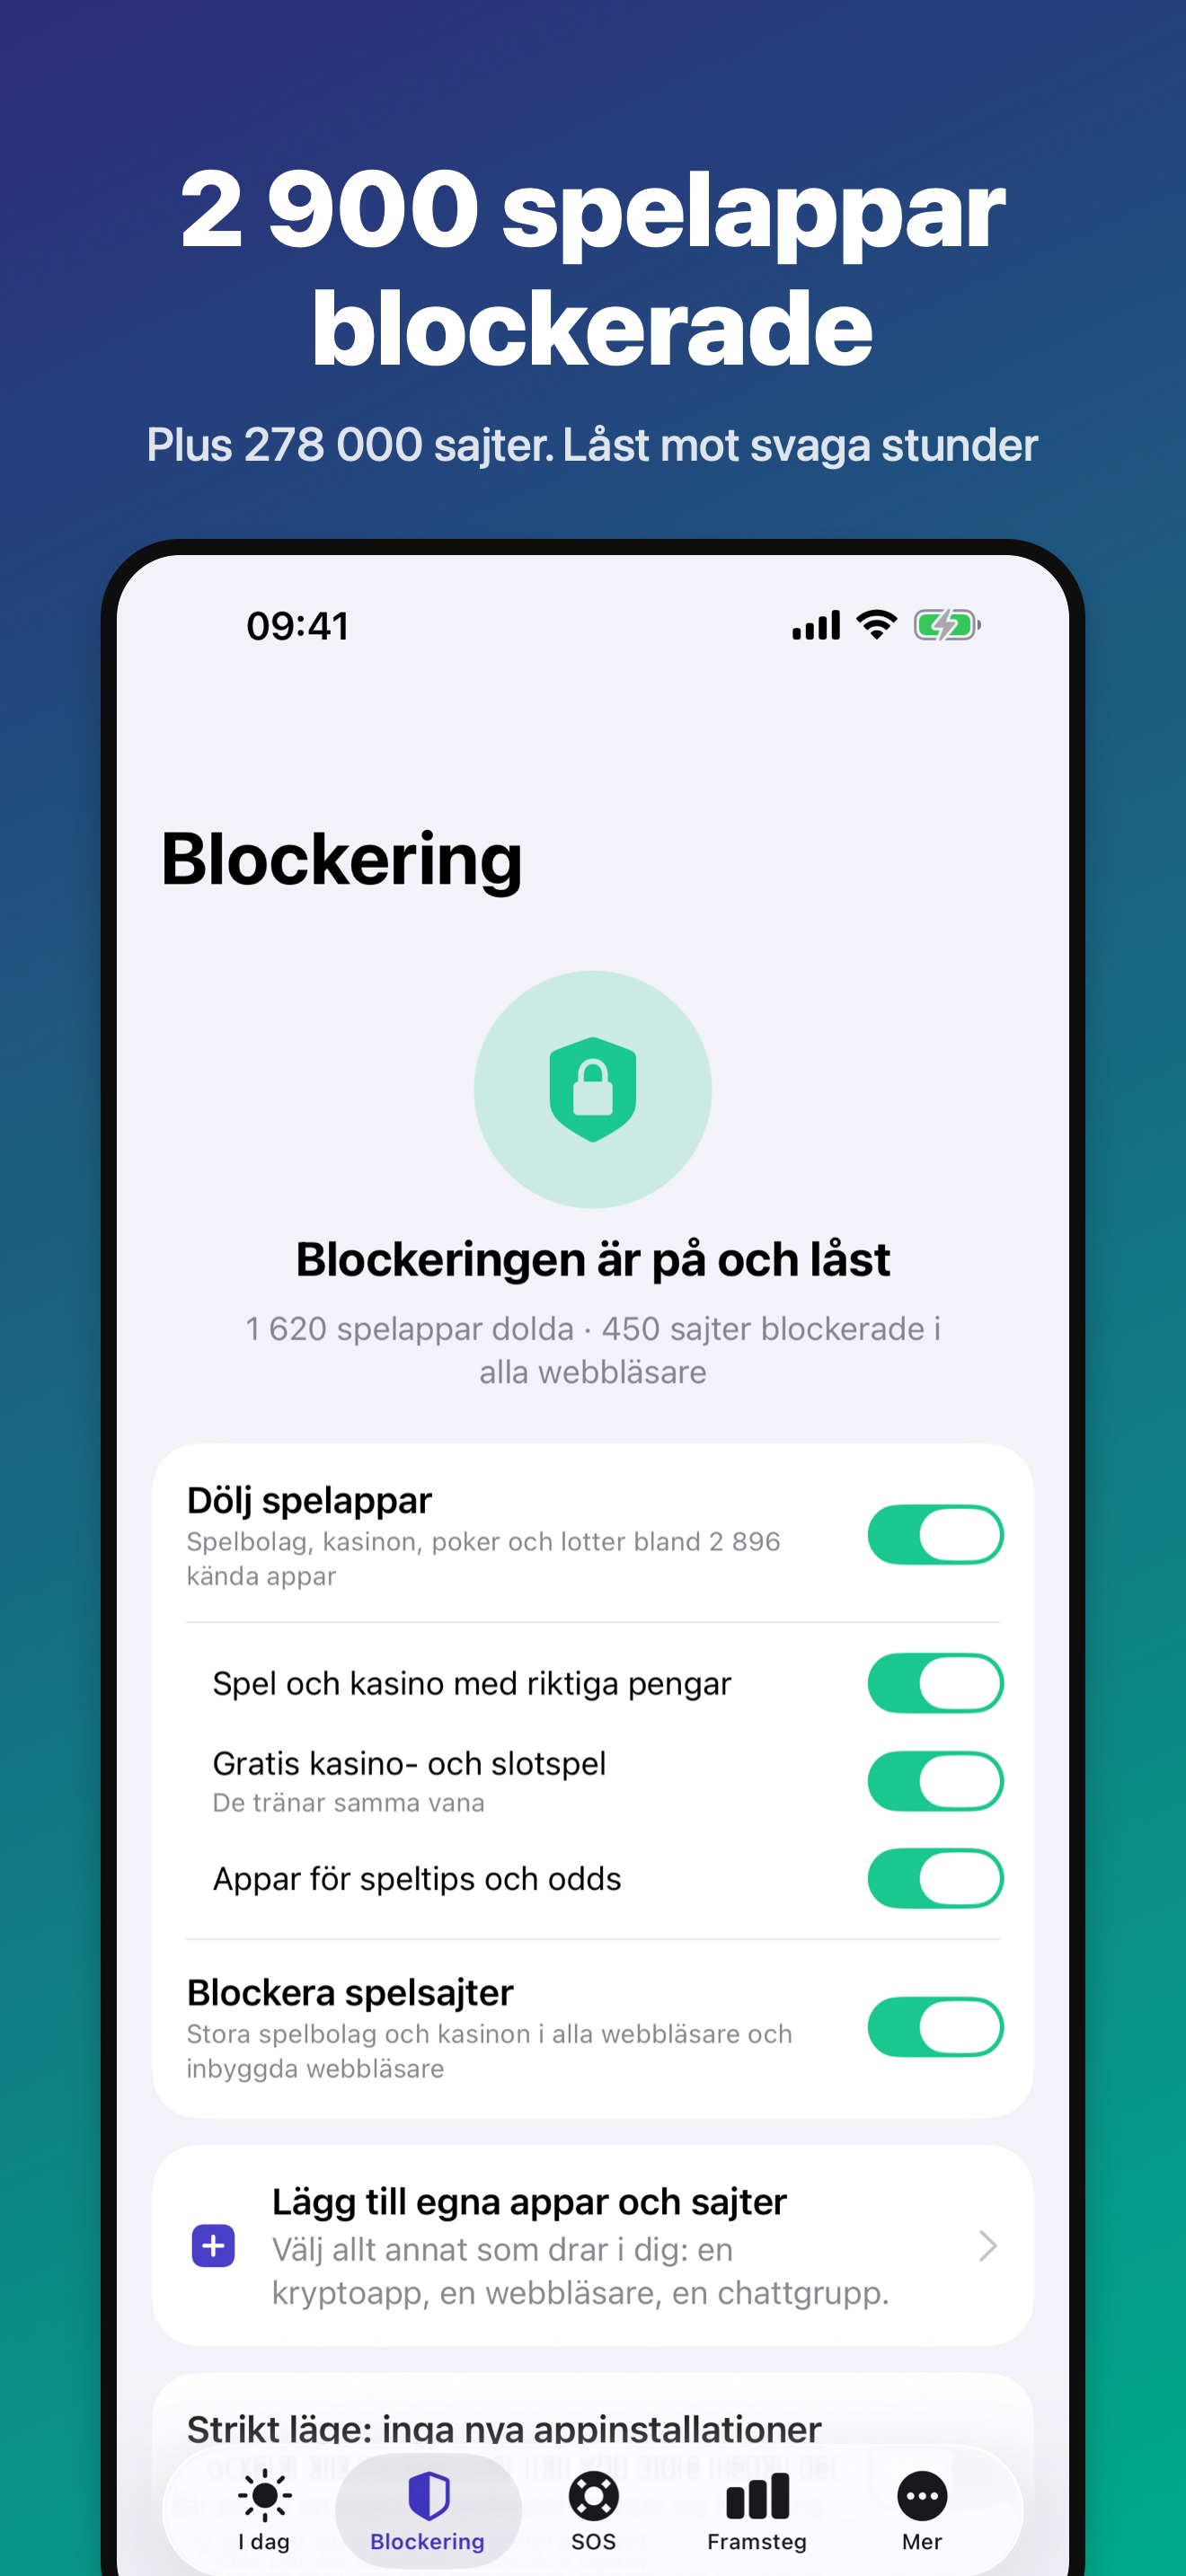 2 900 spelappar
blockerade
Plus 278 000 sajter. Låst mot svaga stunder
09:41
Blockering
Blockeringen är på och låst
1 620 spelappar dolda · 450 sajter blockerade i
alla webbläsare
Dölj spelappar
Spelbolag, kasinon, poker och lotter bland 2 896
kända appar
Spel och kasino med riktiga pengar
Gratis kasino- och slotspel
De tränar samma vana
Appar för speltips och odds
Blockera spelsajter
Stora spelbolag och kasinon i alla webbläsare och
inbyggda webbläsare
Lägg till egna appar och sajter
Välj allt annat som drar i dig: en
kryptoapp, en webbläsare, en chattgrupp.
Strikt läge: inga nya appinstallationer
I dag
Blockering
SOS
Framsteg
Mer